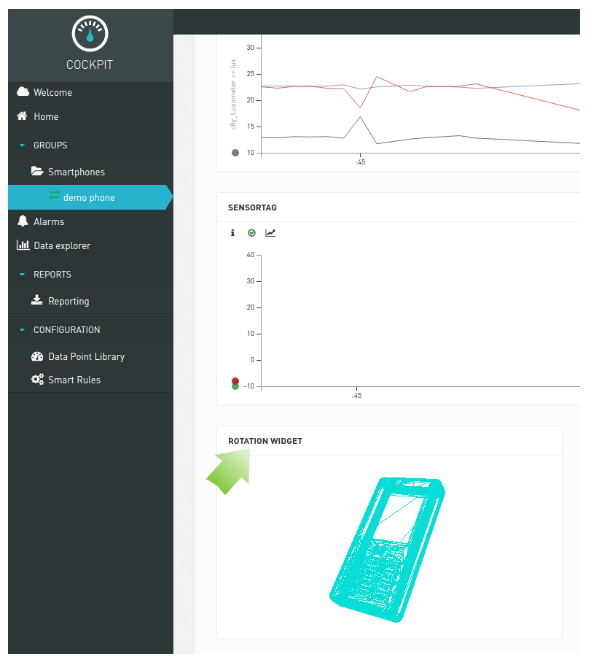 COCKPIT
Welcome
Home
GROUPS
Smartphones
demo phone
Alarms
Data explorer
REPORTS
Reporting
CONFIGURATION
Data Point Library
Smart Rules
30
25
20
15
10
c8y_Luxometer => lux
:45
SENSORTAG
40
30
20
10
0
-10
:45
ROTATION WIDGET